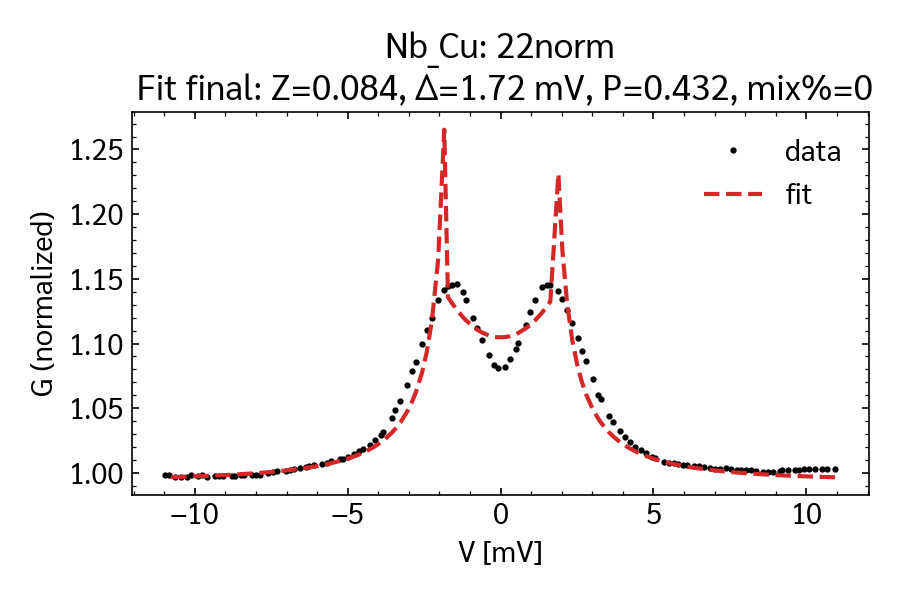 Nb_Cu: 22norm
Fit final: Z=0.084, Δ=1.72 mV, P=0.432, mix%=0
G (normalized)
1.25
1.20
1.15
1.10
1.05
1.00
data
fit
−10
−5
0
5
10
V [mV]